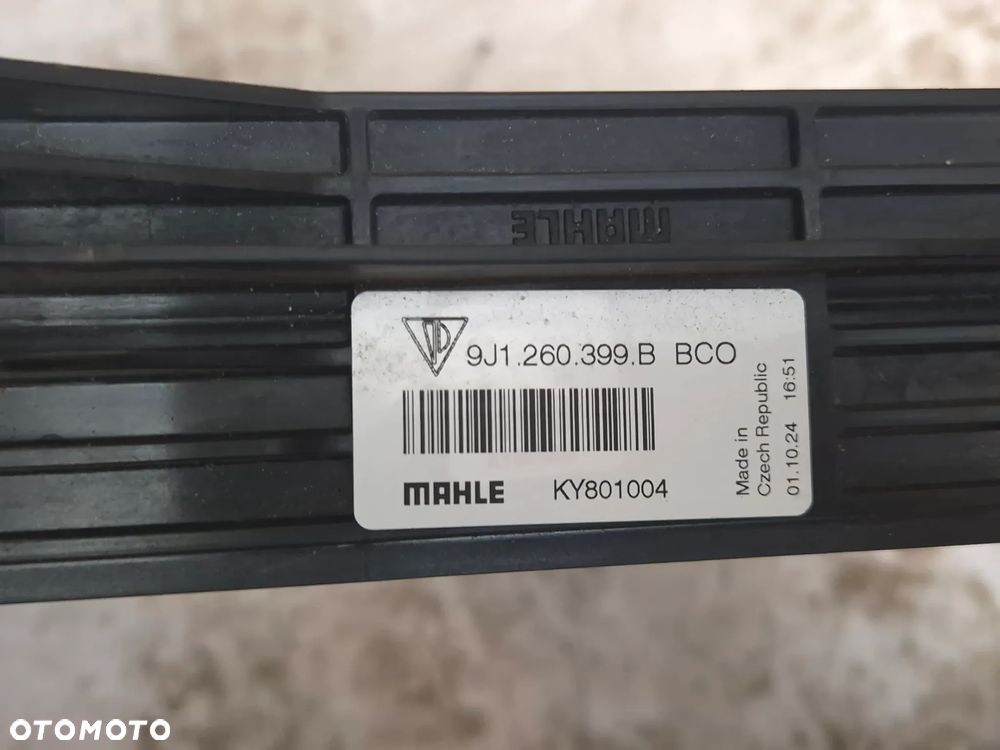 MAHLE
9J1.260.399.B BCO
MAHLE KY801004
Made in
Czech Republic
01.10.24 16:51
OTOMOTO